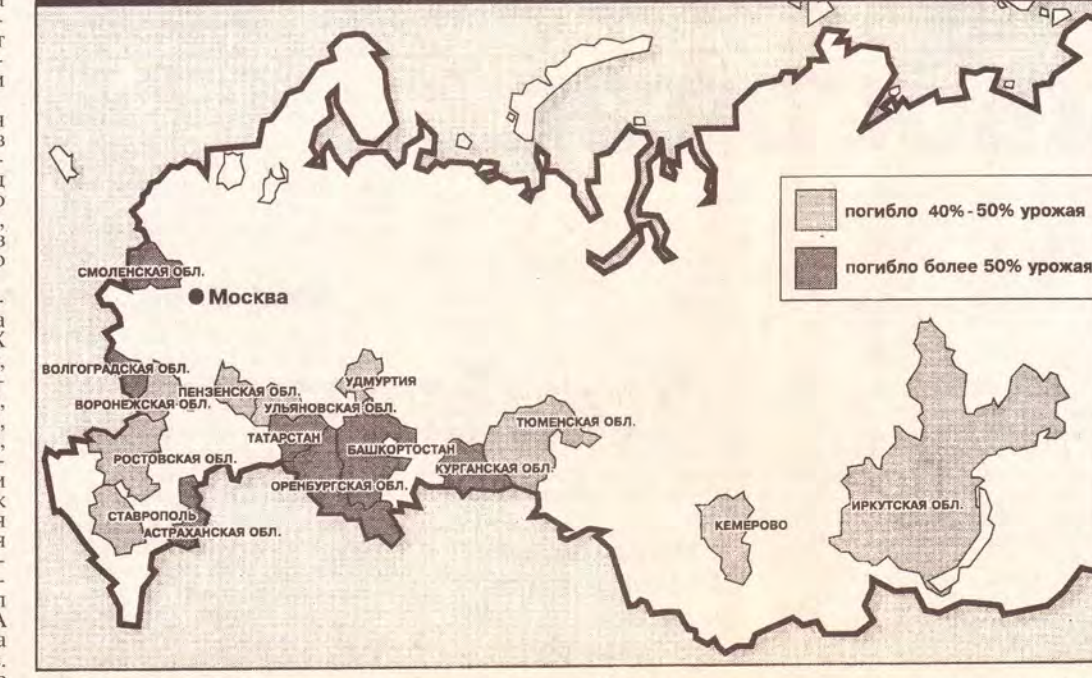 погибло 40%-50% урожая
погибло более 50% урожая
СМОЛЕНСКАЯ ОБЛ.
Москва
ВОЛГОГРАДСКАЯ ОБЛ.
УДМУРТИЯ
ПЕНЗЕНСКАЯ ОБЛ.
ВОРОНЕЖСКАЯ ОБЛ.
УЛЬЯНОВСКАЯ ОБЛ.
ТЮМЕНСКАЯ ОБЛ.
ТАТАРСТАН
БАШКОРТОСТАН
РОСТОВСКАЯ ОБЛ.
КУРГАНСКАЯ ОБЛ.
ОРЕНБУРГСКАЯ ОБЛ.
ИРКУТСКАЯ ОБЛ.
СТАВРОПОЛЬ
КЕМЕРОВО
АСТРАХАНСКАЯ ОБЛ.